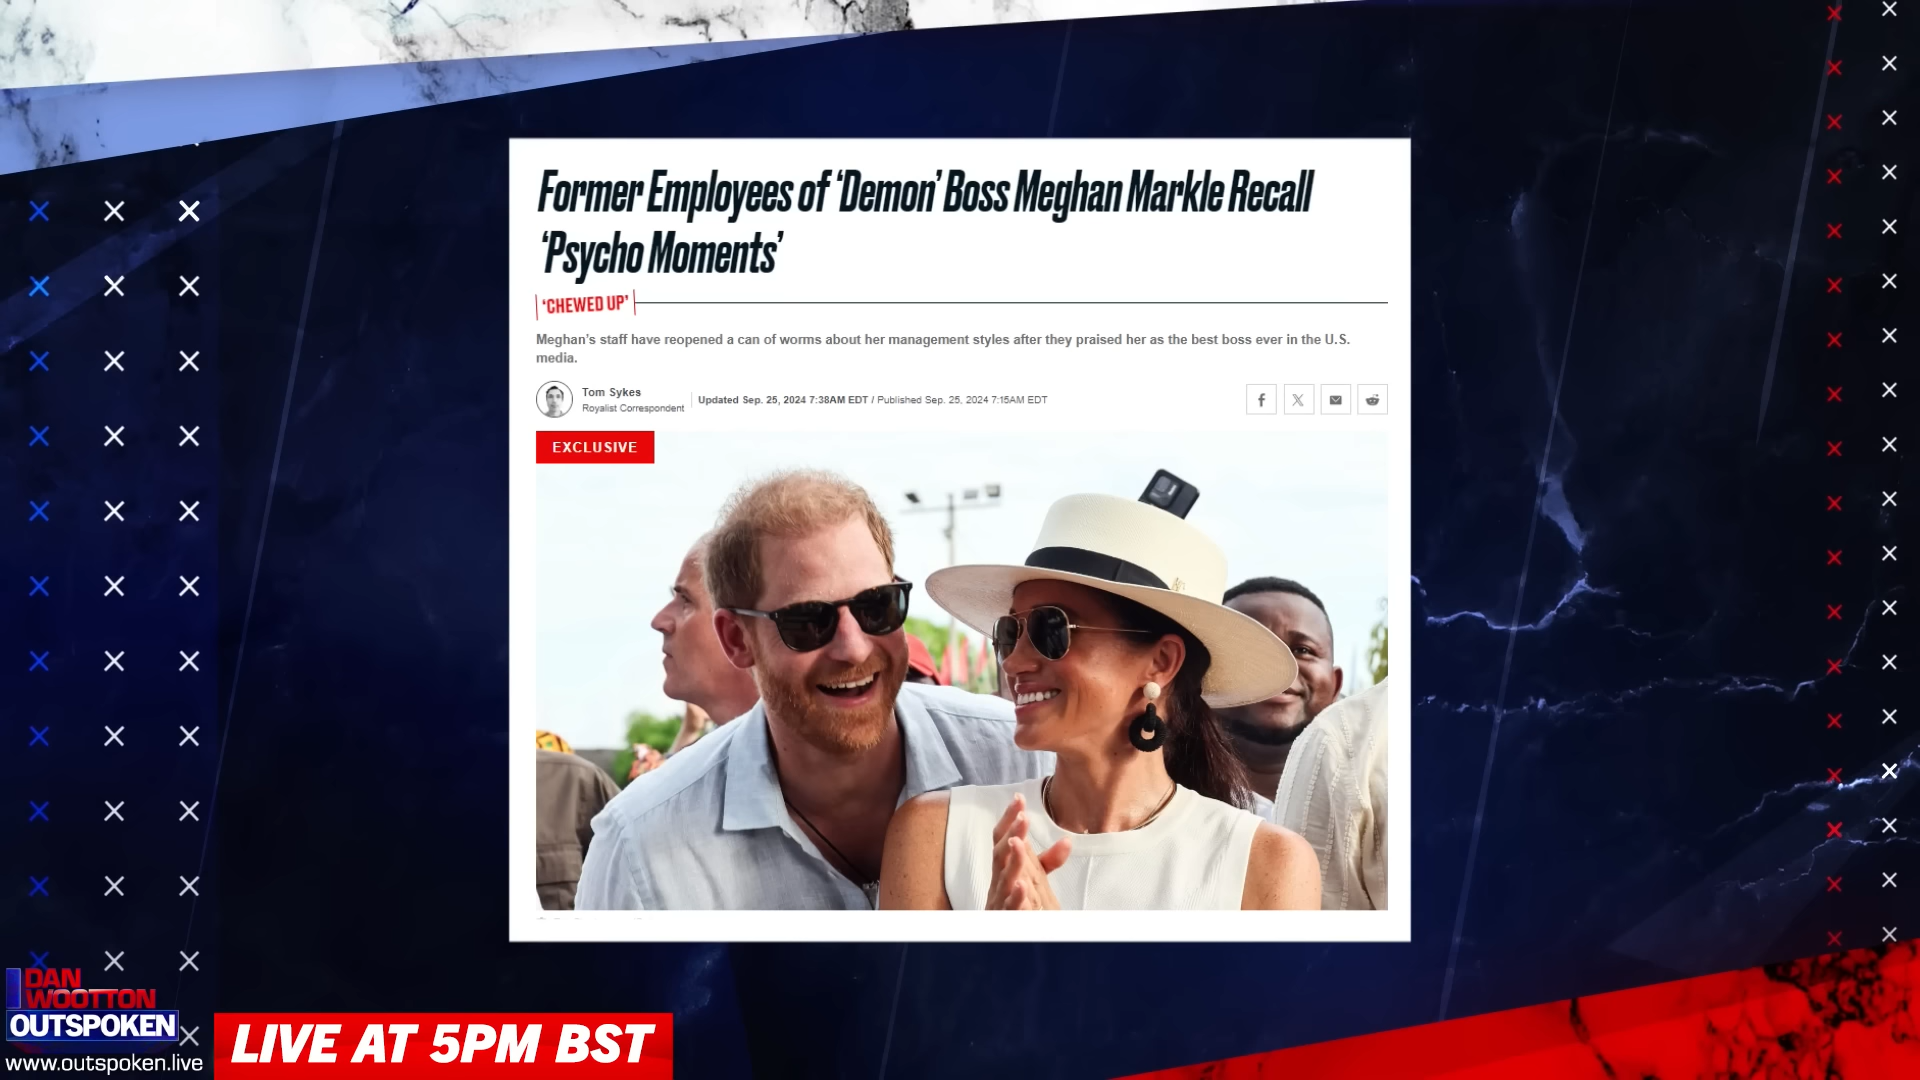 Former Employees of ‘Demon’ Boss Meghan Markle Recall
‘Psycho Moments’
‘CHEWED UP’
Meghan’s staff have reopened a can of worms about her management styles after they praised her as the best boss ever in the U.S.
media.
Tom Sykes
Royalist Correspondent
Updated Sep. 25, 2024 7:38AM EDT / Published Sep. 25, 2024 7:15AM EDT
EXCLUSIVE
DAN
WOOTTON
OUTSPOKEN
www.outspoken.live
LIVE AT 5PM BST